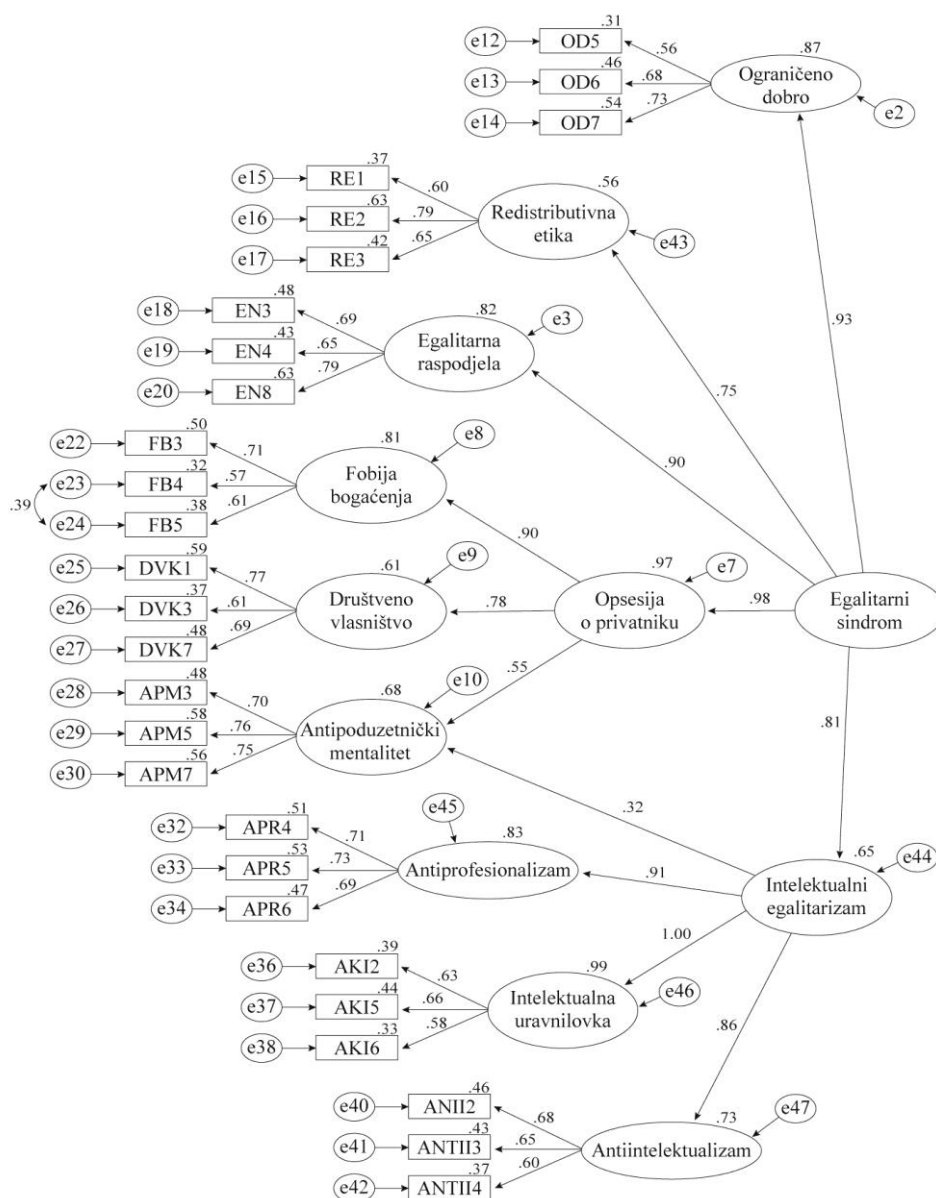 .31
e12 OD5 .56 .87
.46
e13 OD6 .68 Ograničeno
dobro
.54
e14 OD7 .73 e2
.37
e15 RE1 .60 .56
.63
e16 RE2 .79 Redistributivna
etika
.42
e17 RE3 .65 e43
.48
e18 EN3 .69 .82 e3 .93
.43
e19 EN4 .65 Egalitarna
raspodjela
.63
e20 EN8 .79 .75
.50
e22 FB3 .71 .81 e8 .90
.32
e23 FB4 .57 Fobija
bogaćenja
.39
.38
e24 FB5 .61 .90
.59
e25 DVK1 .77 .61 e9 .97 e7
.37
e26 DVK3 .61 Društveno
vlasništvo
.78 Opsesija
o privatniku
.98 Egalitarni
sindrom
.48
e27 DVK7 .69
.48
e28 APM3 .70 .68 e10 .55
.58
e29 APM5 .76 Antipoduzetnički
mentalitet
.81
.56
e30 APM7 .75 .32
.51
e32 APR4 .71 e45 .83
.53
e33 APR5 .73 Antiprofesionalizam .91
.47
e34 APR6 .69
.65 e44
Intelektualni
egalitarizam
.39
e36 AKI2 .63 .99 1.00
.44
e37 AKI5 .66 Intelektualna
uravnilovka
e46
.33
e38 AKI6 .58 .86
.46
e40 ANII2 .68 .73 e47
.43
e41 ANTII3 .65 Antiintelektualizam
.37
e42 ANTII4 .60